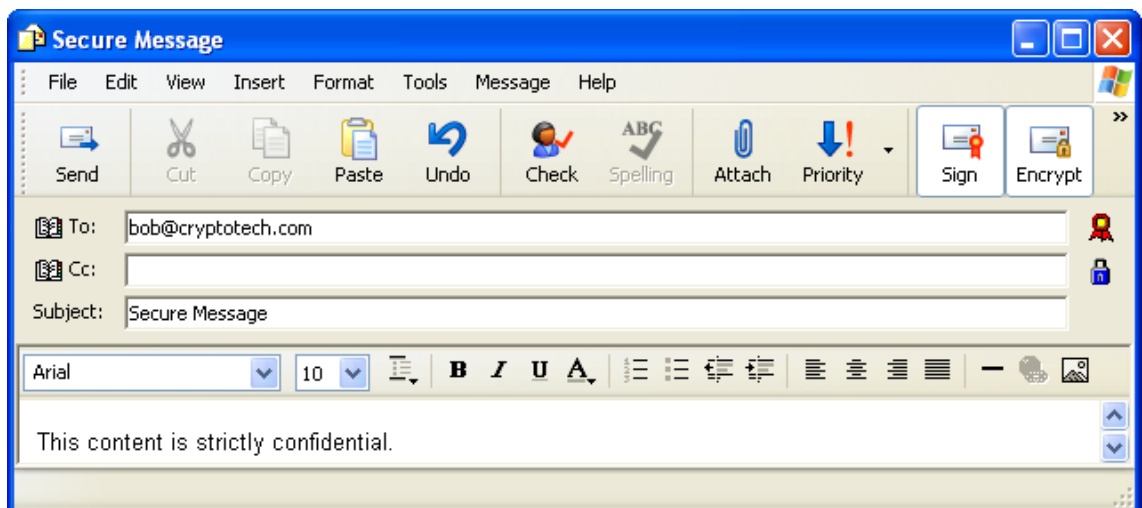 Secure Message
File Edit View Insert Format Tools Message Help
ABC
Send Cut Copy Paste Undo Check Spelling Attach Priority Sign Encrypt
To: bob@cryptotech.com
Cc:
Subject: Secure Message
Arial 10 B I U A
This content is strictly confidential.